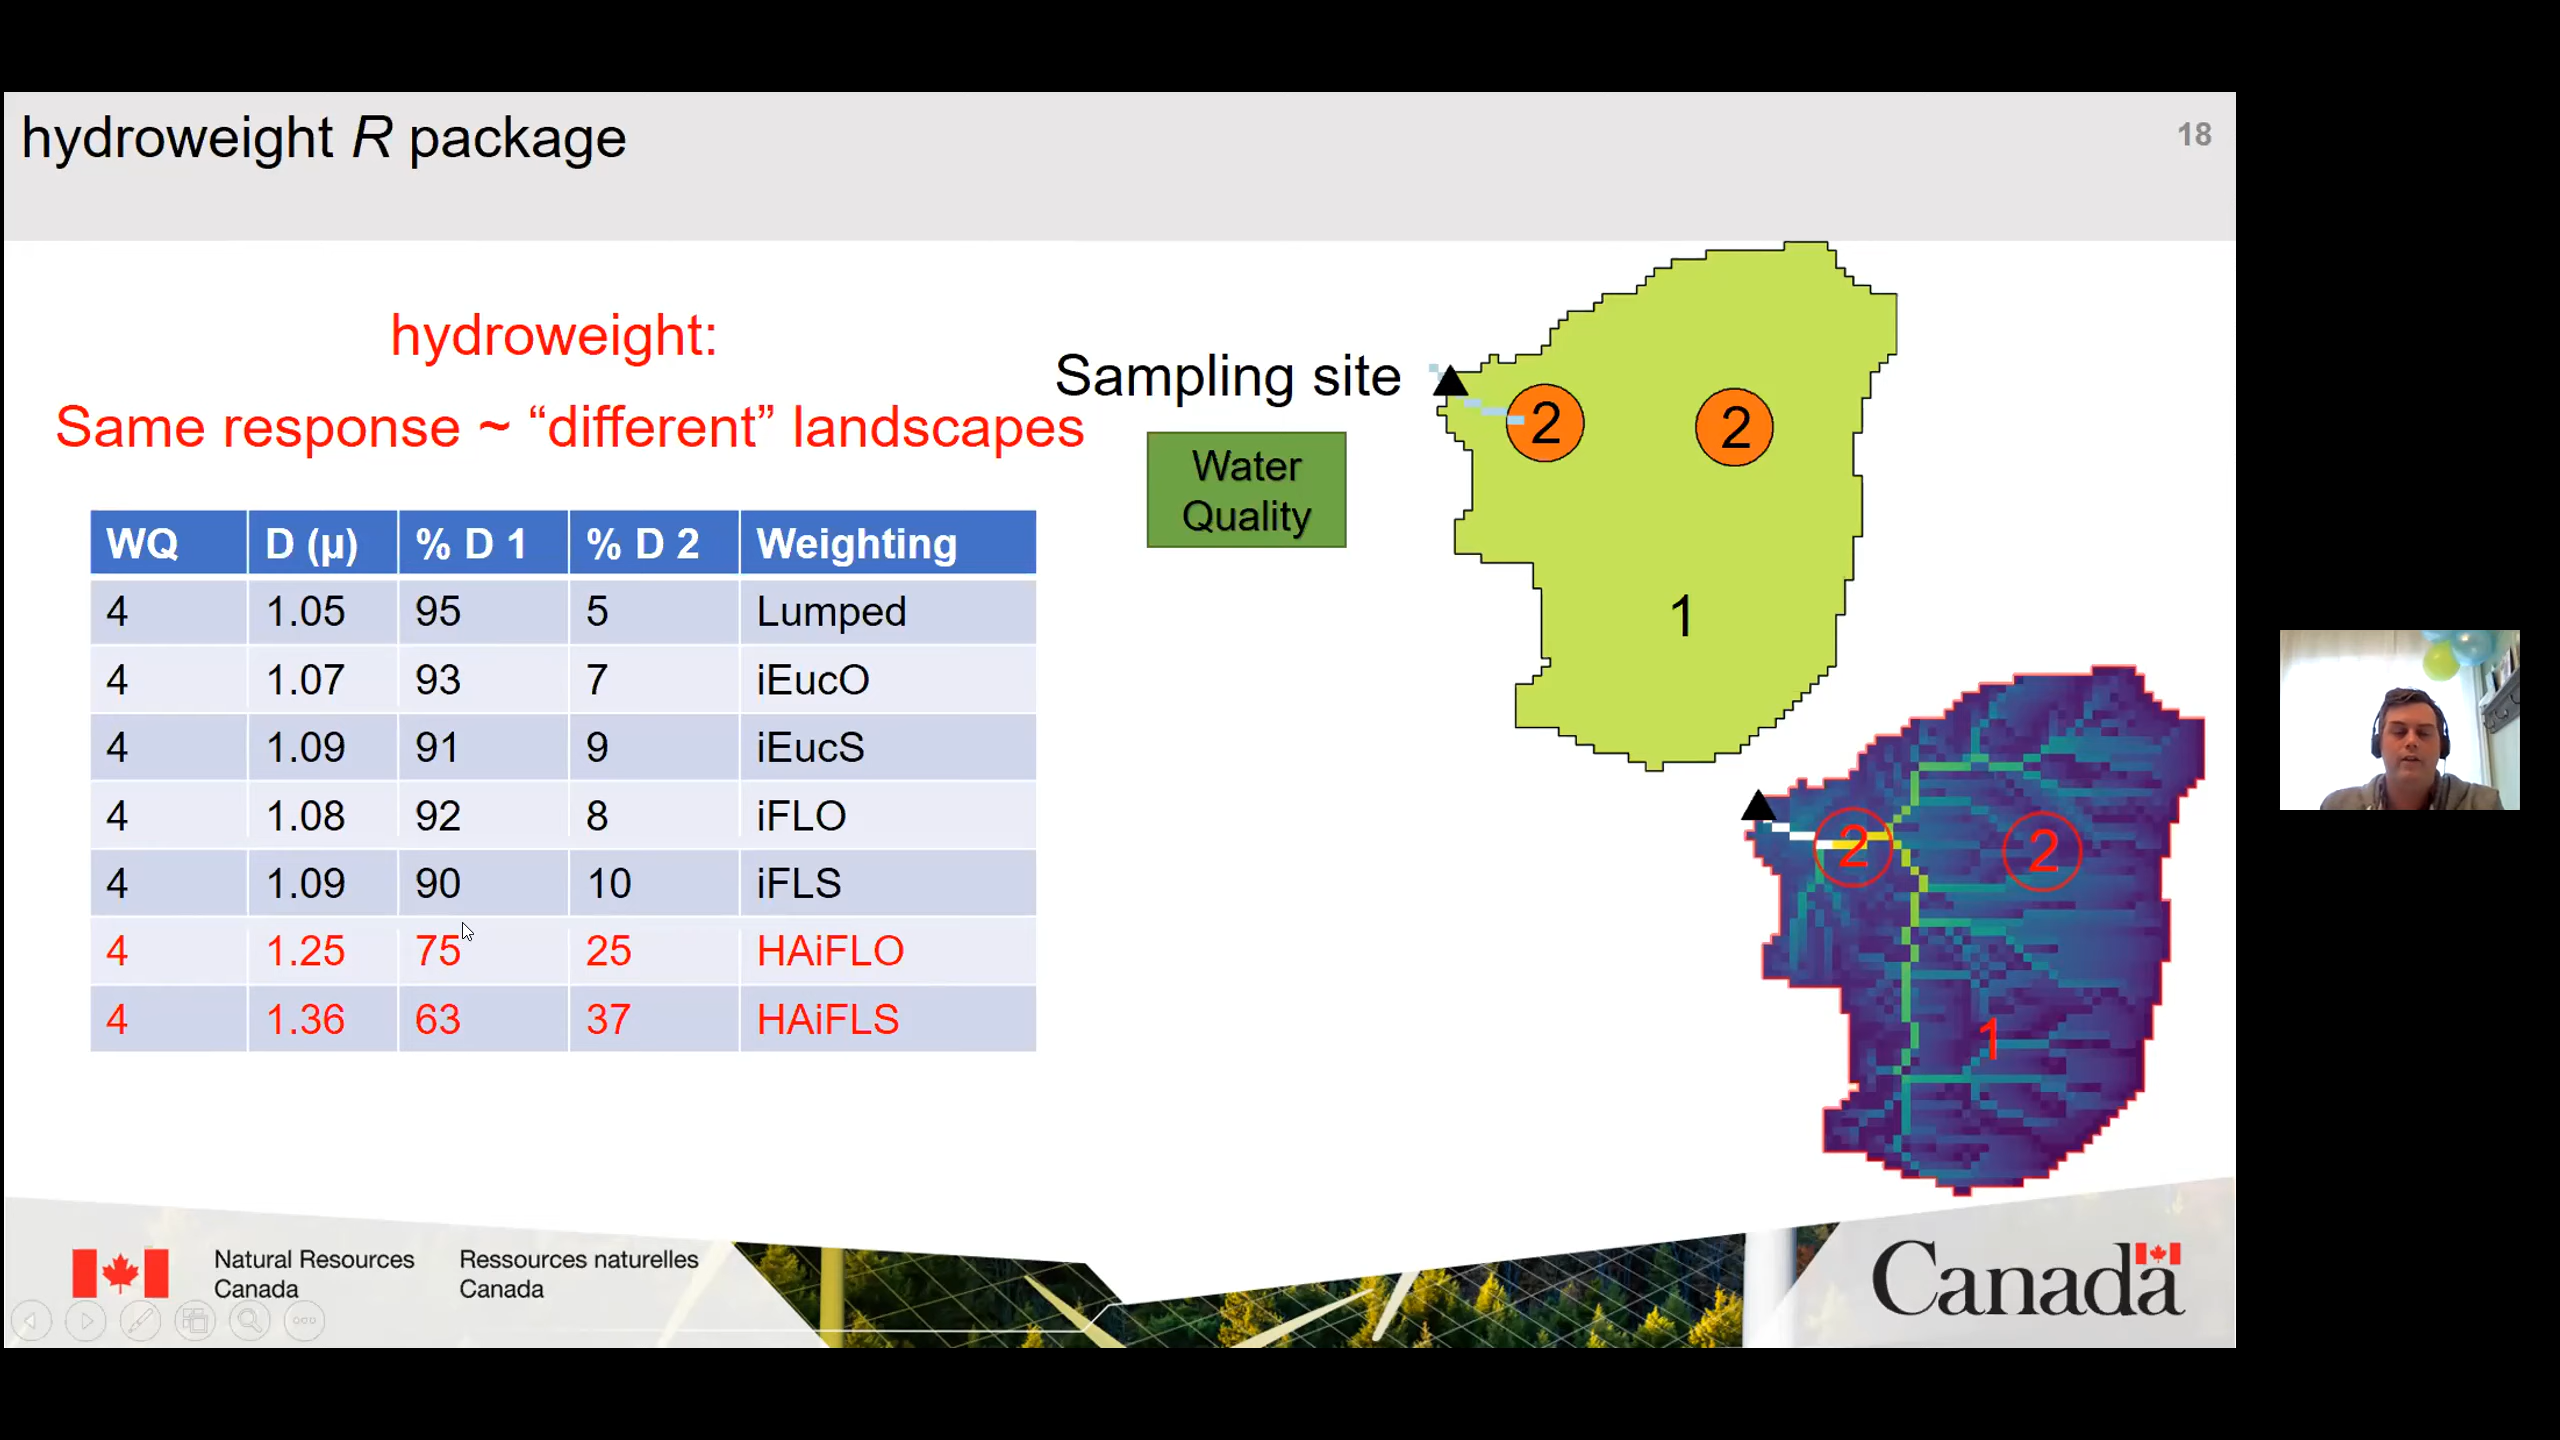 hydroweight R package
18
hydroweight:
Same response ~ “different” landscapes
WQ D (µ) % D 1 % D 2 Weighting
4 1.05 95 5 Lumped
4 1.07 93 7 iEucO
4 1.09 91 9 iEucS
4 1.08 92 8 iFLO
4 1.09 90 10 iFLS
4 1.25 75 25 HAiFLO
4 1.36 63 37 HAiFLS
Sampling site
Water
Quality
2
2
1
2
2
1
Natural Resources
Canada
Ressources naturelles
Canada
Canada